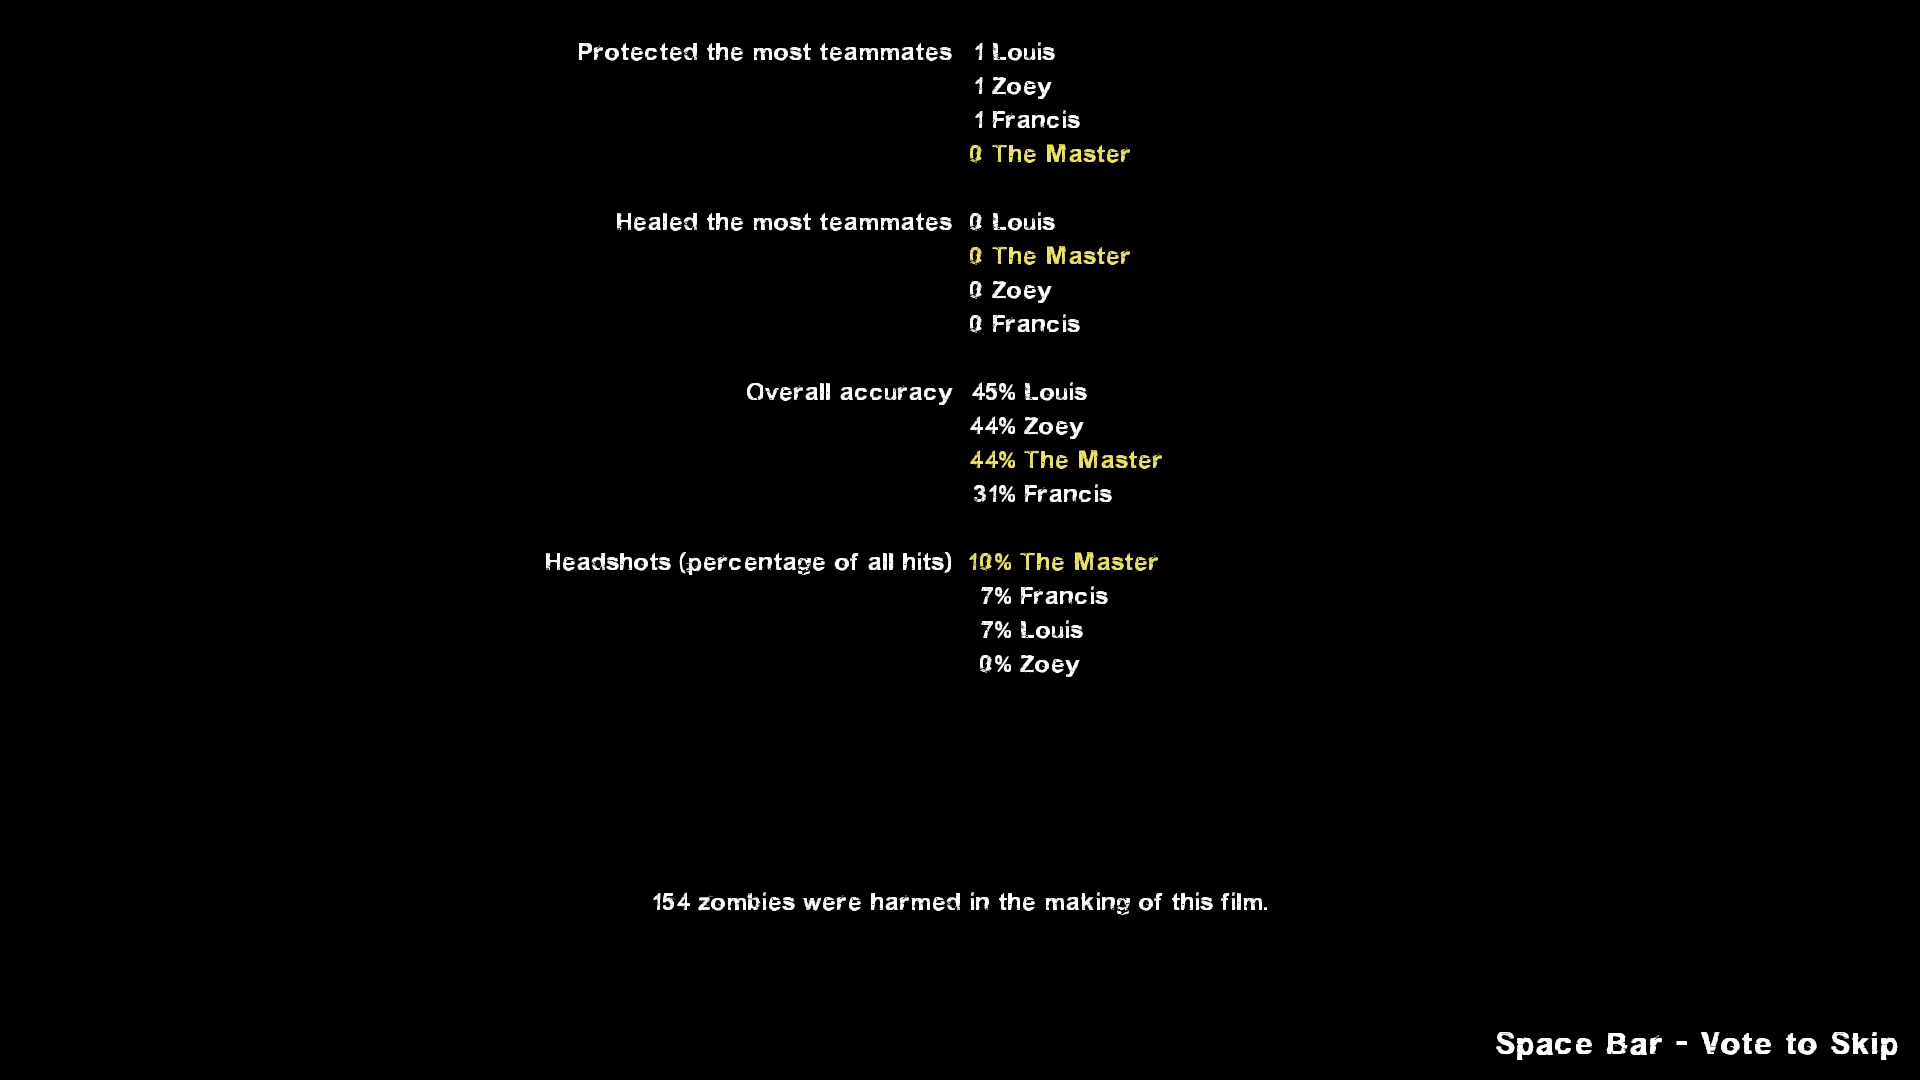 Protected the most teammates 1 Louis
1 Zoey
1 Francis
0 The Master
Healed the most teammates 0 Louis
0 The Master
0 Zoey
0 Francis
Overall accuracy 45% Louis
44% Zoey
44% The Master
31% Francis
Headshots (percentage of all hits) 10% The Master
7% Francis
7% Louis
0% Zoey
154 zombies were harmed in the making of this film.
Space Bar - Vote to Skip